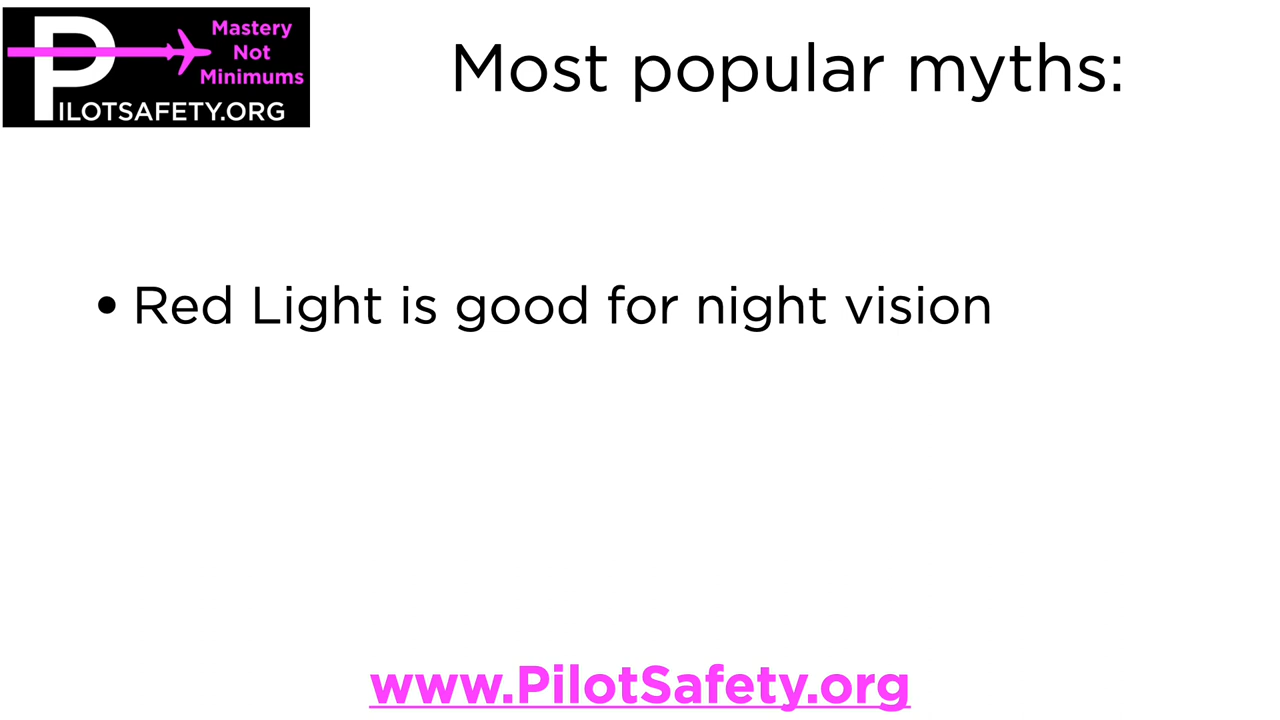 Mastery
Not
Minimums
PILOTSAFETY.ORG
Most popular myths:
• Red Light is good for night vision
www.PilotSafety.org